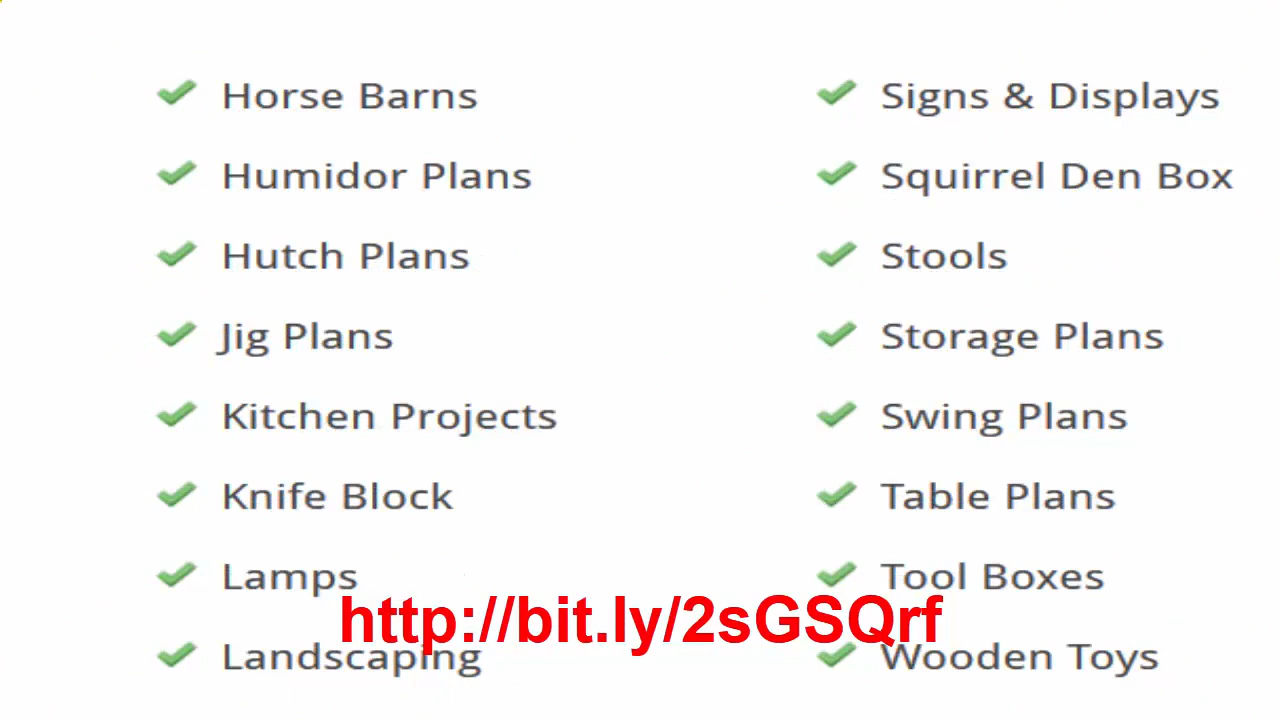 Horse Barns
Humidor Plans
Hutch Plans
Jig Plans
Kitchen Projects
Knife Block
Lamps
Landscaping
Signs & Displays
Squirrel Den Box
Stools
Storage Plans
Swing Plans
Table Plans
Tool Boxes
Wooden Toys
http://bit.ly/2sGSQrf